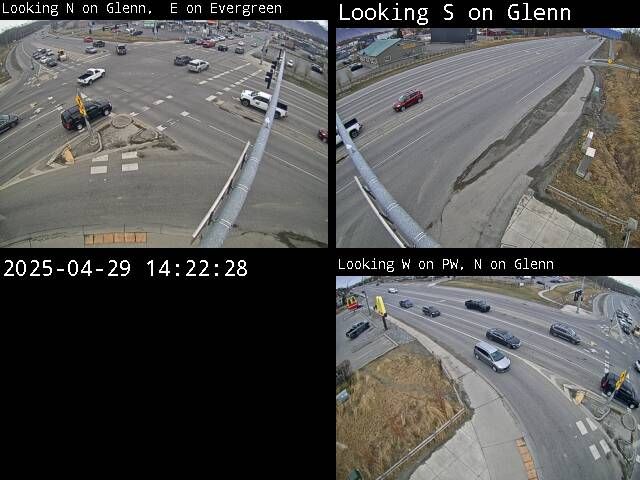 Looking N on Glenn,  E on Evergreen
Looking S on Glenn
2025-04-29 14:22:28
Looking W on PW, N on Glenn